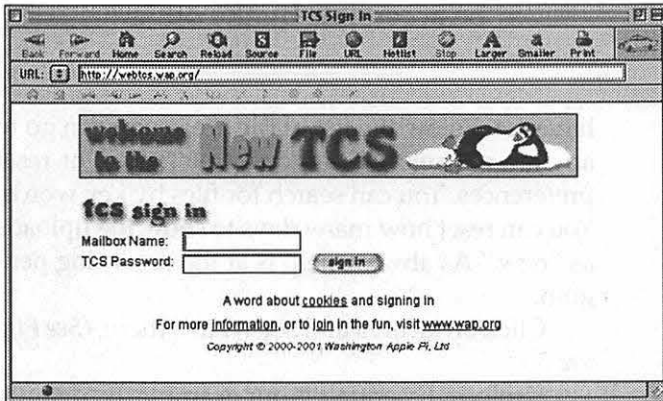 TCS Sign In
Back Forward Home Search Reload Source File URL Hotlist Stop Larger Smaller Print
URL: http://webtcs.wap.org/
welcome to the New TCS
tcs sign in
Mailbox Name:
TCS Password: sign in
A word about cookies and signing in
For more information, or to join in the fun, visit www.wap.org
Copyright © 2000-2001 Washington Apple Pi, Ltd